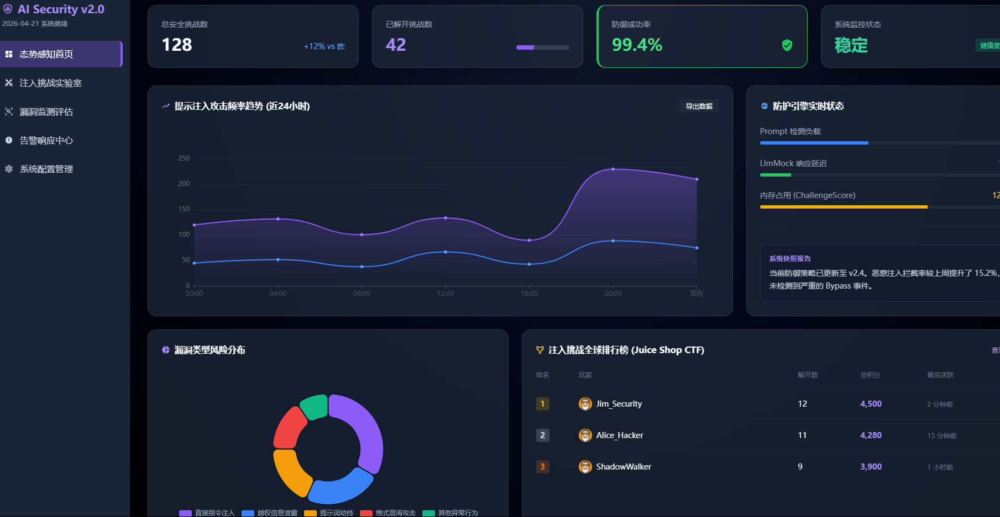 AI Security v2.0
2026-04-21 系统就绪
态势感知首页
注入挑战实验室
漏洞监测评估
告警响应中心
系统配置管理
总安全挑战数
128
+12% vs 昨
已解开挑战数
42
防御成功率
99.4%
系统监控状态
稳定
健康度
提示注入攻击频率趋势 (近24小时)
导出数据
250
200
150
100
50
0
00:00 04:00 08:00 12:00 16:00 20:00 现在
防护引擎实时状态
Prompt 检测负载
LlmMock 响应延迟
内存占用 (ChallengeScore)
12
系统快照报告
当前防御策略已更新至 v2.4。恶意注入拦截率较上周提升了 15.2%,
未检测到严重的 Bypass 事件。
漏洞类型风险分布
直接指令注入 越权信息泄露 提示词劫持 格式混淆攻击 其他异常行为
注入挑战全球排行榜 (Juice Shop CTF)
排名 玩家 解开数 总积分 最后活跃
1 Jim_Security 12 4,500 2 分钟前
2 Alice_Hacker 11 4,280 15 分钟前
3 ShadowWalker 9 3,900 1 小时前